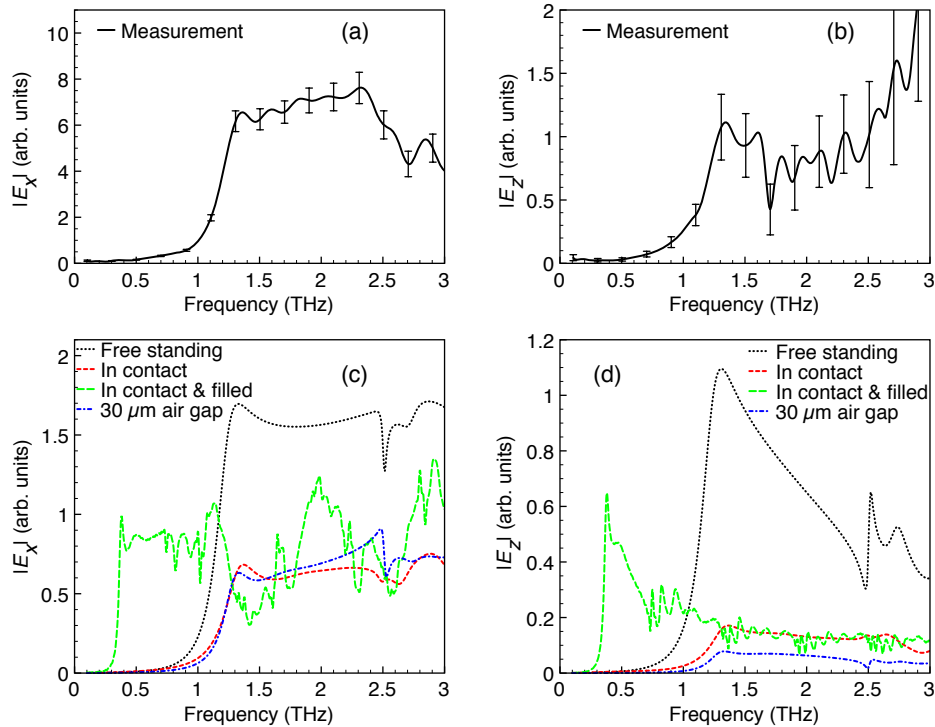 Measurement
(a)
10
8
6
4
2
0
|Ex| (arb. units)
0 0.5 1 1.5 2 2.5 3
Frequency (THz)
Measurement
(b)
2
1.5
1
0.5
0
|Ez| (arb. units)
0 0.5 1 1.5 2 2.5 3
Frequency (THz)
Free standing
In contact
In contact & filled
30 µm air gap
(c)
2
1.5
1
0.5
0
|Ex| (arb. units)
0 0.5 1 1.5 2 2.5 3
Frequency (THz)
Free standing
In contact
In contact & filled
30 µm air gap
(d)
1.2
1
0.8
0.6
0.4
0.2
0
|Ez| (arb. units)
0 0.5 1 1.5 2 2.5 3
Frequency (THz)